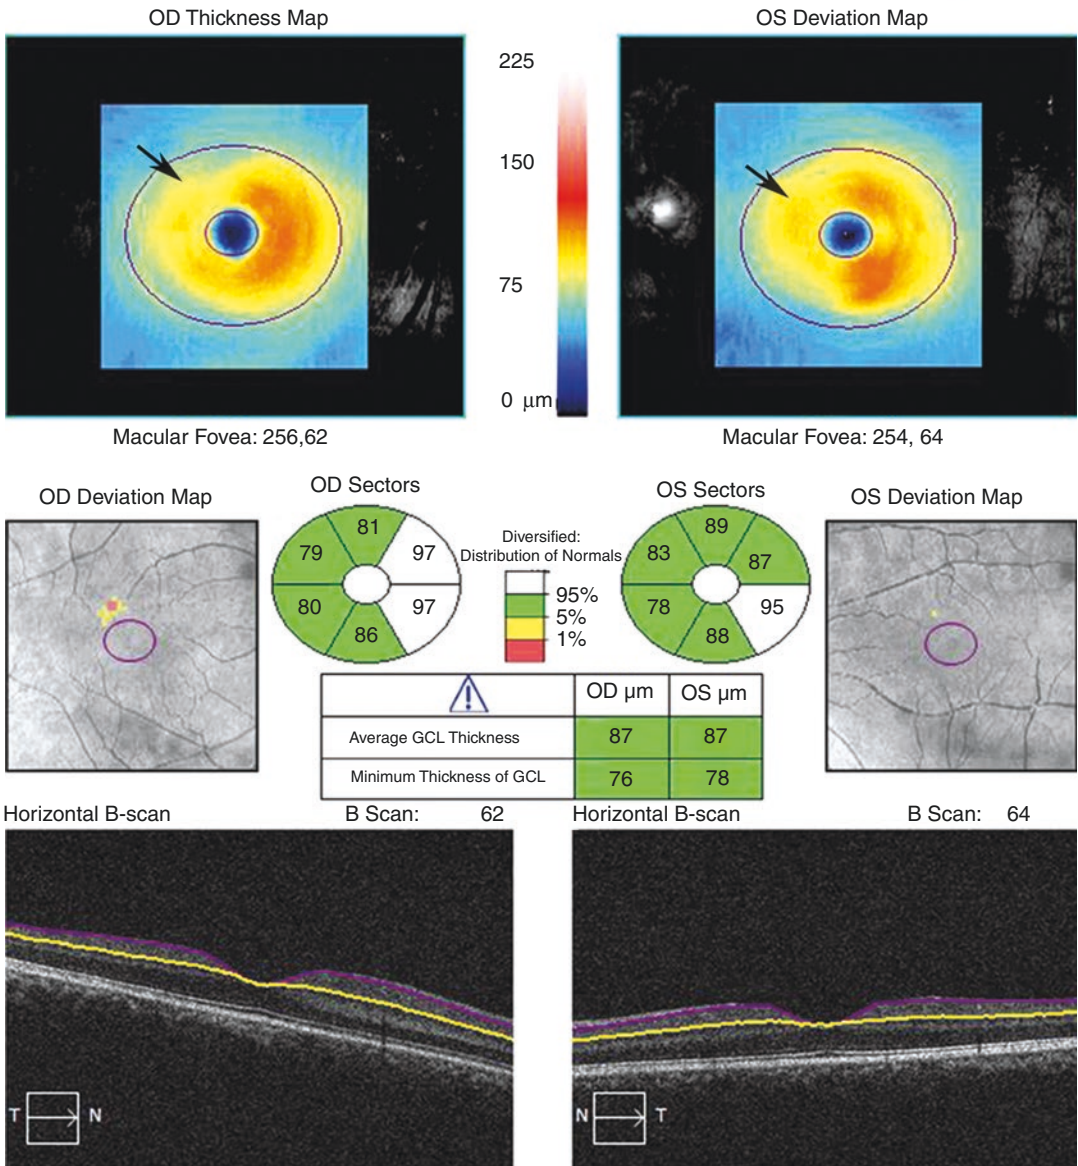 OD Thickness Map
OS Deviation Map
225
150
75
0 µm
Macular Fovea: 256,62
Macular Fovea: 254, 64
OD Deviation Map
OD Sectors
OS Sectors
OS Deviation Map
81
79
97
80
97
86
Diversified:
Distribution of Normals
95%
5%
1%
89
83
87
78
95
88
OD µm
OS µm
Average GCL Thickness
87
87
Minimum Thickness of GCL
76
78
Horizontal B-scan
B Scan: 62
Horizontal B-scan
B Scan: 64
T N
N T